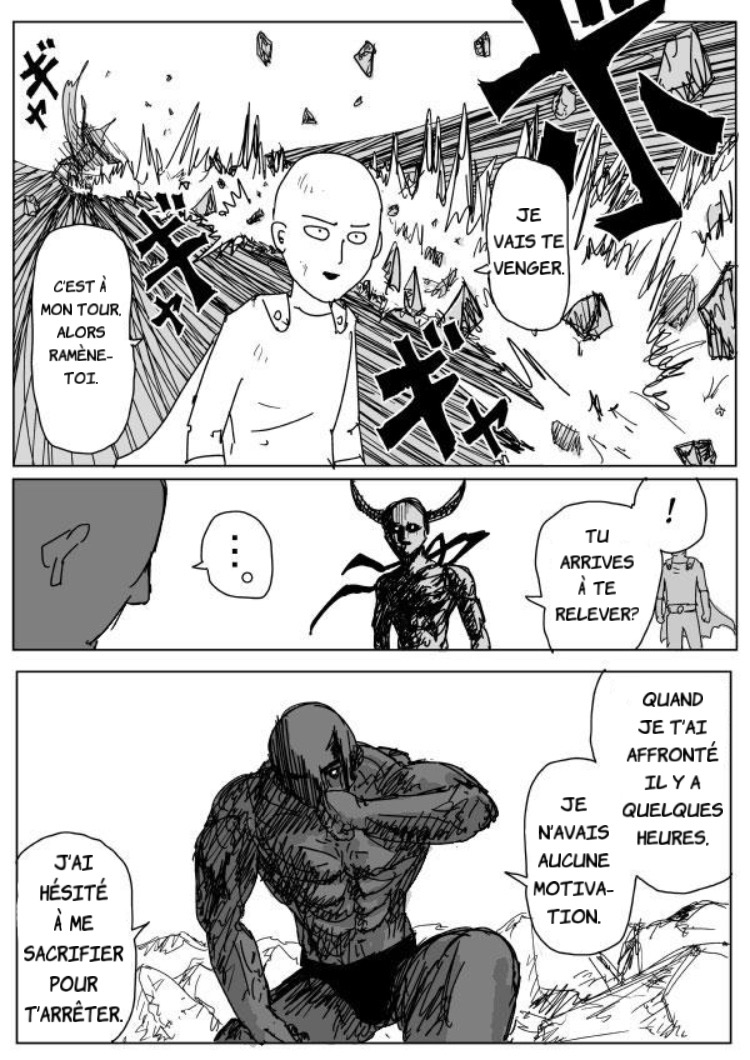 ギャ
ギャ
ギャ
JE
VAIS TE
VENGER.
C'EST À
MON TOUR,
ALORS
RAMÈNE-
TOI.
...
!
TU
ARRIVES
À TE
RELEVER?
QUAND
JE T'AI
AFFRONTÉ
IL Y A
QUELQUES
HEURES.
JE
N'AVAIS
AUCUNE
MOTIVA-
TION.
J'AI
HÉSITÉ
À ME
SACRIFIER
POUR
T'ARRÊTER.